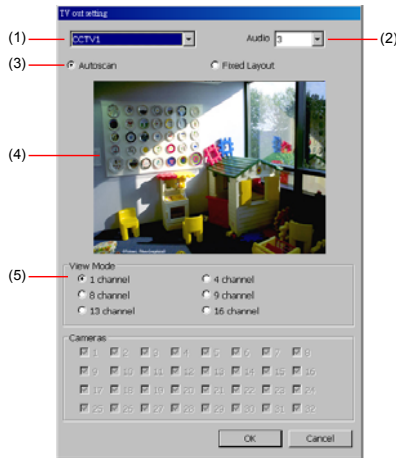 TV out setting
(1) CCTV1 Audio 3 (2)
(3) Autoscan Fixed Layout
(4)
(5) View Mode
1 channel 4 channel
8 channel 9 channel
13 channel 16 channel
Cameras
1 2 3 4 5 6 7 8
9 10 11 12 13 14 15 16
17 18 19 20 21 22 23 24
25 26 27 28 29 30 31 32
OK Cancel